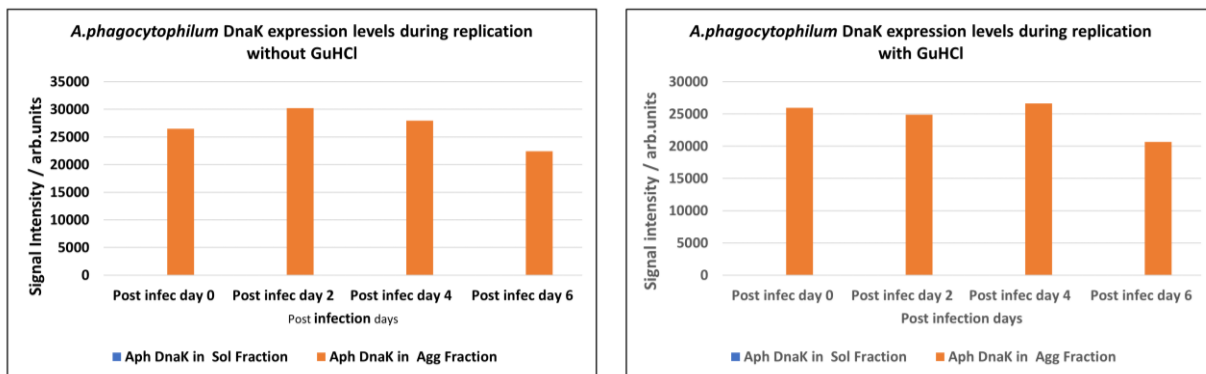 A.phagocytophilum DnaK expression levels during replication
without GuHCl
Signal Intensity / arb.units
35000
30000
25000
20000
15000
10000
5000
0
Post infec day 0 Post infec day 2 Post infec day 4 Post infec day 6
Post infection days
Aph DnaK in Sol Fraction Aph DnaK in Agg Fraction
A.phagocytophilum DnaK expression levels during replication
with GuHCl
Signal intensity / arb.units
30000
25000
20000
15000
10000
5000
0
Post infec day 0 Post infec day 2 Post infec day 4 Post infec day 6
Post infection days
Aph DnaK in Sol Fraction Aph DnaK in Agg Fraction